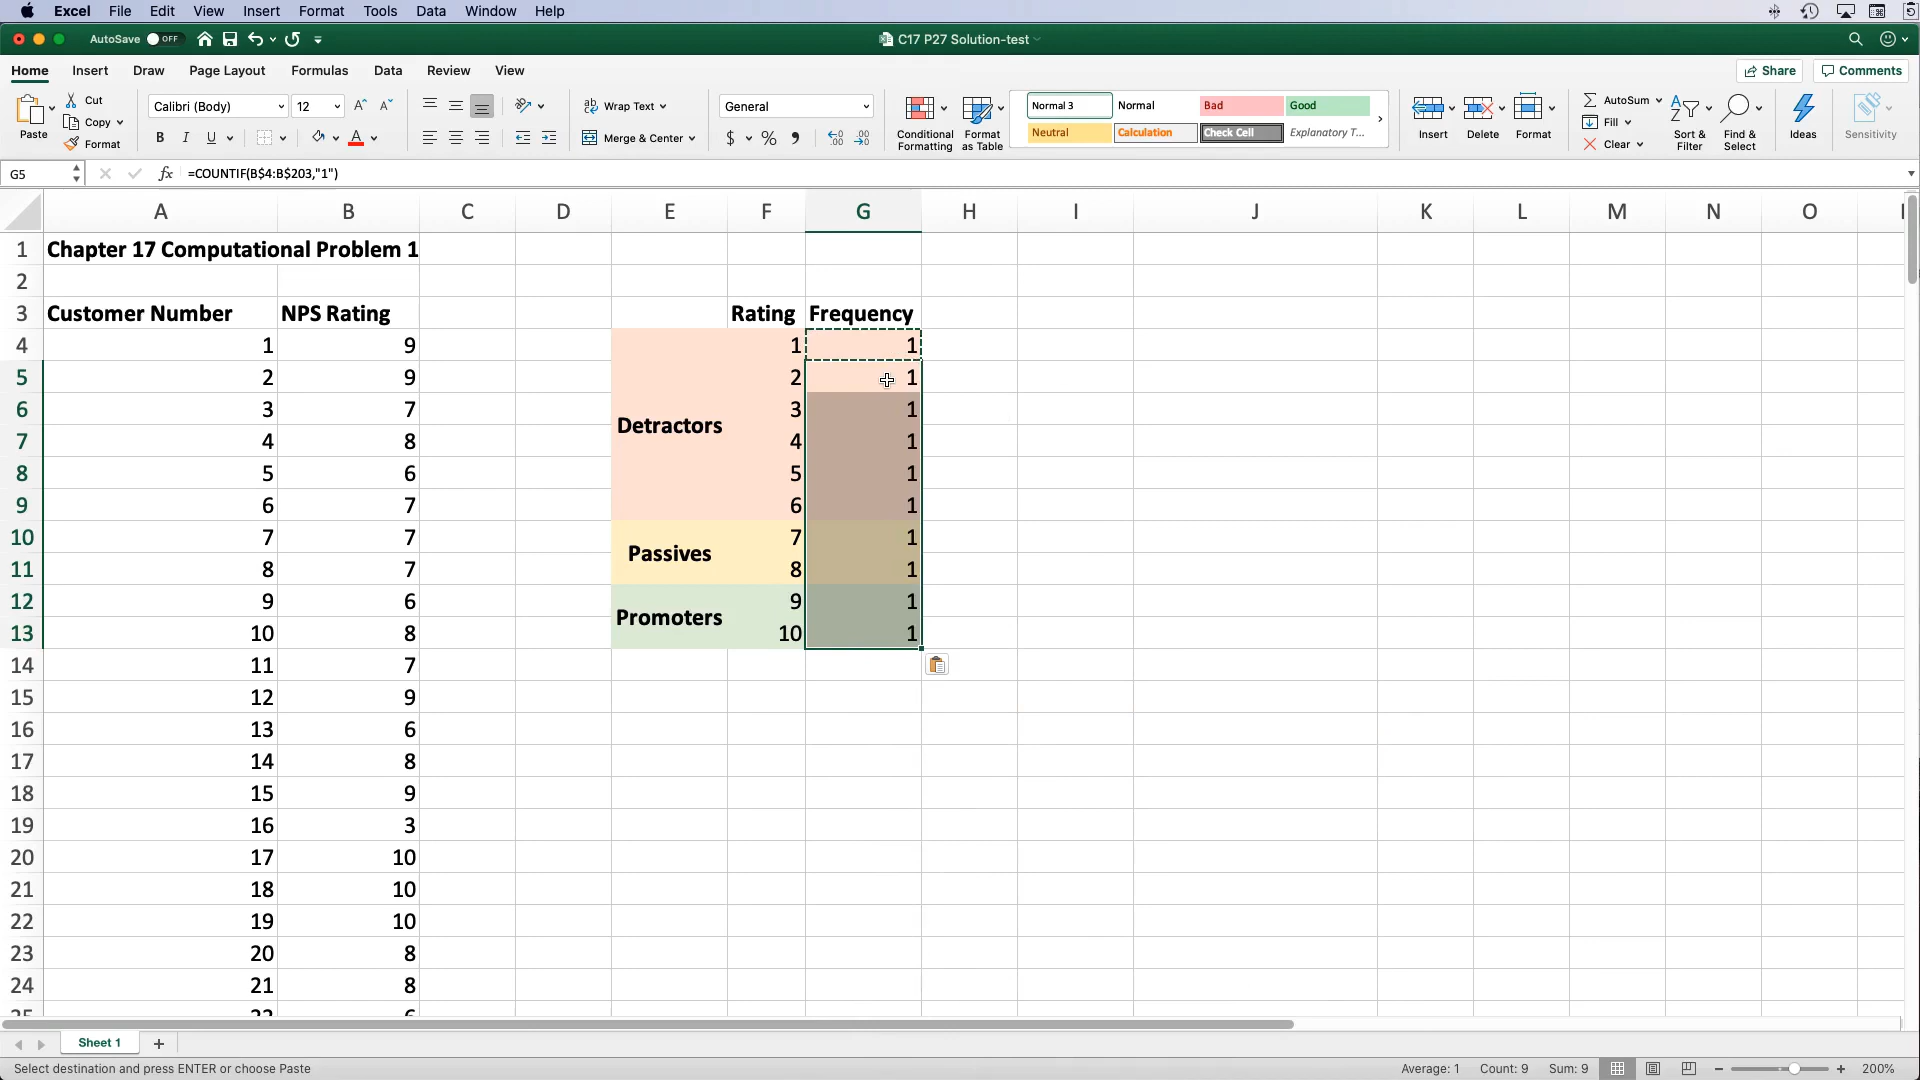 Excel File Edit View Insert Format Tools Data Window Help
AutoSave OFF C17 P27 Solution-test
Home Insert Draw Page Layout Formulas Data Review View Share Comments
Paste Cut Copy Format
Calibri (Body) 12
B I U A
Wrap Text
Merge & Center
General
$ % 9
Conditional Formatting
Format as Table
Normal 3 Normal Bad Good
Neutral Calculation Check Cell Explanatory T...
Insert Delete Format
AutoSum
Fill
Clear
Sort & Filter
Find & Select
Ideas
Sensitivity
G5 fx =COUNTIF(B$4:B$203,"1")
A B C D E F G H I J K L M N O
1 Chapter 17 Computational Problem 1
2
3 Customer Number NPS Rating Rating Frequency
4 1 9 1 1
5 2 9 2 1
6 3 7 3 1
Detractors
7 4 8 4 1
8 5 6 5 1
9 6 7 6 1
10 7 7 7 1
Passives
11 8 7 8 1
12 9 6 9 1
Promoters
13 10 8 10 1
14 11 7
15 12 9
16 13 6
17 14 8
18 15 9
19 16 3
20 17 10
21 18 10
22 19 10
23 20 8
24 21 8
25 22 6
Sheet 1 +
Select destination and press ENTER or choose Paste Average: 1 Count: 9 Sum: 9 200%